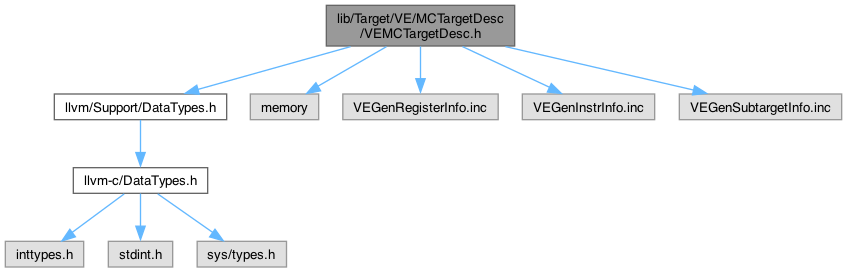 lib/Target/VE/MCTargetDesc
/VEMCTargetDesc.h
llvm/Support/DataTypes.h
memory
VEGenRegisterInfo.inc
VEGenInstrInfo.inc
VEGenSubtargetInfo.inc
llvm-c/DataTypes.h
inttypes.h
stdint.h
sys/types.h